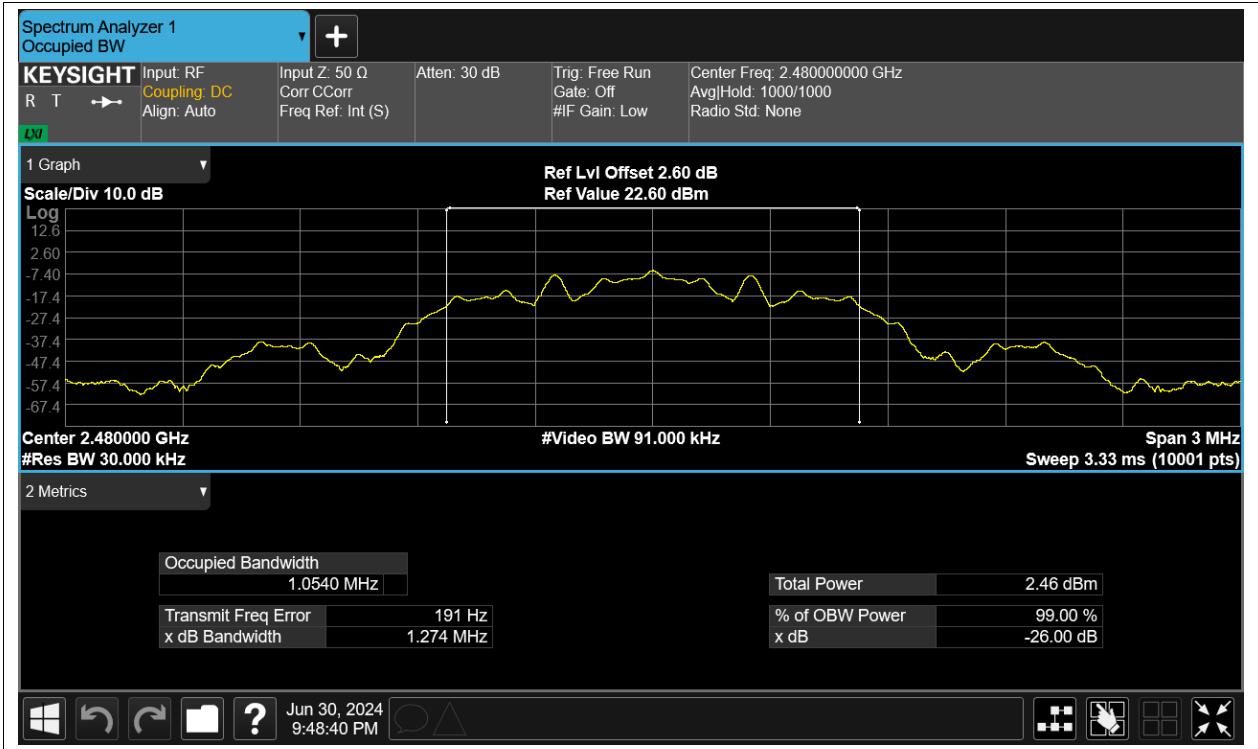 Spectrum Analyzer 1
Occupied BW
KEYSIGHT
R T
LXI
Input: RF
Coupling: DC
Align: Auto
Input Z: 50 Ω
Corr CCorr
Freq Ref: Int (S)
Atten: 30 dB
Trig: Free Run
Gate: Off
#IF Gain: Low
Center Freq: 2.480000000 GHz
Avg|Hold: 1000/1000
Radio Std: None
1 Graph
Scale/Div 10.0 dB
Ref Lvl Offset 2.60 dB
Ref Value 22.60 dBm
Log
12.6
2.60
-7.40
-17.4
-27.4
-37.4
-47.4
-57.4
-67.4
Center 2.480000 GHz
#Res BW 30.000 kHz
#Video BW 91.000 kHz
Span 3 MHz
Sweep 3.33 ms (10001 pts)
2 Metrics
Occupied Bandwidth
1.0540 MHz
Transmit Freq Error 191 Hz
x dB Bandwidth 1.274 MHz
Total Power 2.46 dBm
% of OBW Power 99.00 %
x dB -26.00 dB
?
Jun 30, 2024
9:48:40 PM